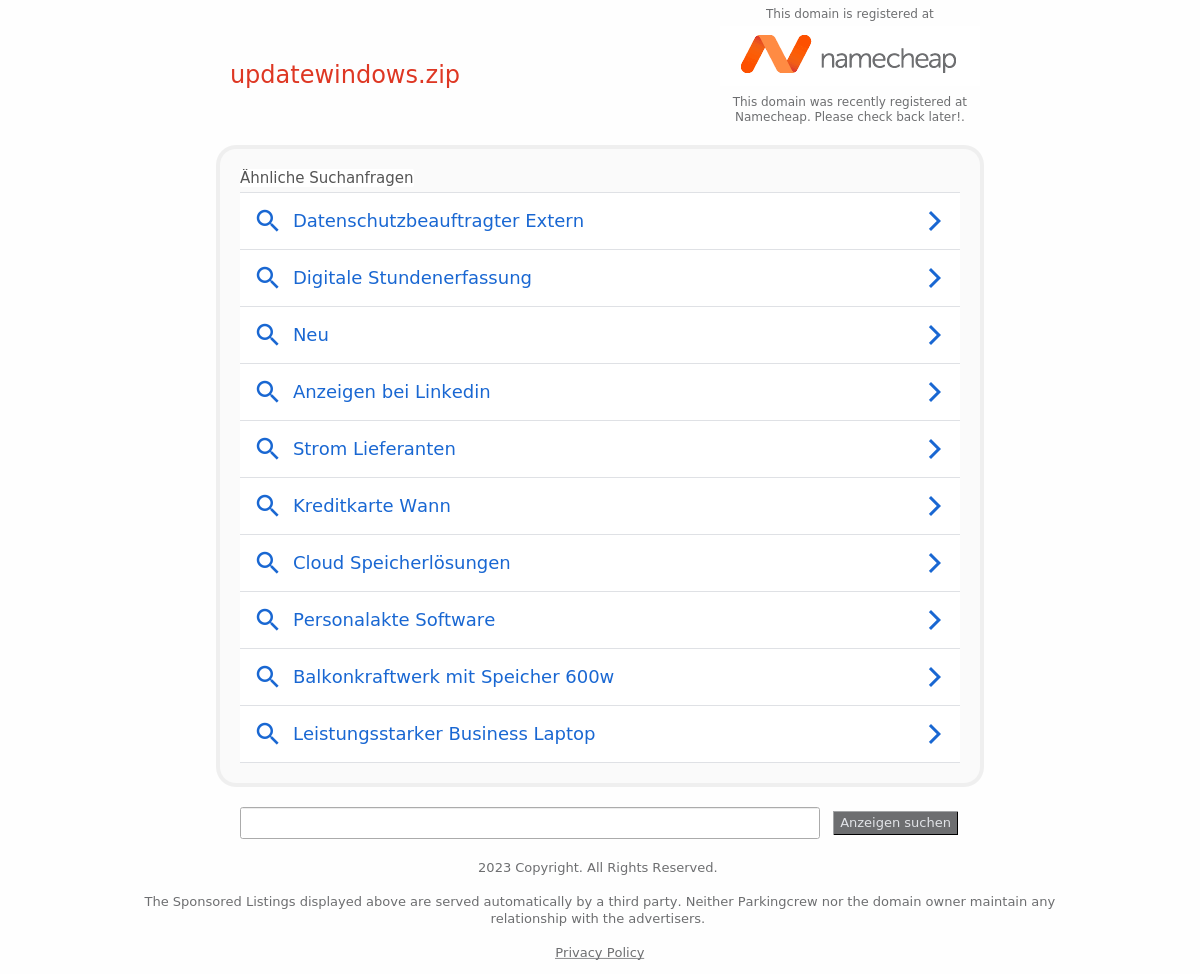 This domain is registered at
namecheap
updatewindows.zip
This domain was recently registered at
Namecheap. Please check back later!.
Ähnliche Suchanfragen
Datenschutzbeauftragter Extern
Digitale Stundenerfassung
Neu
Anzeigen bei Linkedin
Strom Lieferanten
Kreditkarte Wann
Cloud Speicherlösungen
Personalakte Software
Balkonkraftwerk mit Speicher 600w
Leistungsstarker Business Laptop
Anzeigen suchen
2023 Copyright. All Rights Reserved.
The Sponsored Listings displayed above are served automatically by a third party. Neither Parkingcrew nor the domain owner maintain any
relationship with the advertisers.
Privacy Policy